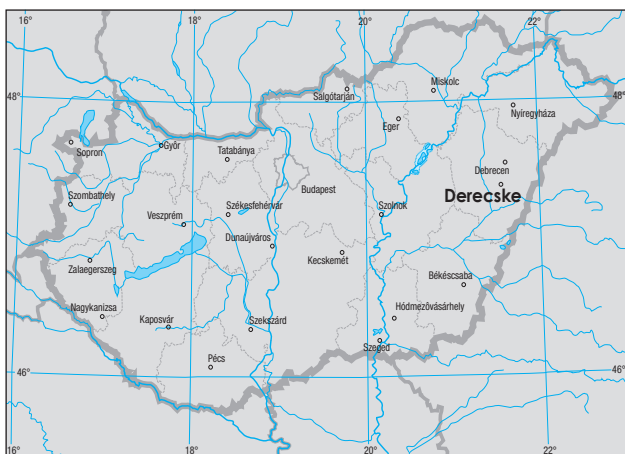 16° 18° 20° 22°
48° 48°
Miskolc
Salgótarján
Nyíregyháza
Eger
Sopron
Győr
Tatabánya
Debrecen
Szombathely
Budapest
Derecske
Veszprém
Székesfehérvár
Szolnok
Dunaújváros
Kecskemét
Zalaegerszeg
Békéscsaba
Nagykanizsa
Kaposvár
Szekszárd
Hódmezővásárhely
Szeged
Pécs
46° 46°
16° 18° 20° 22°